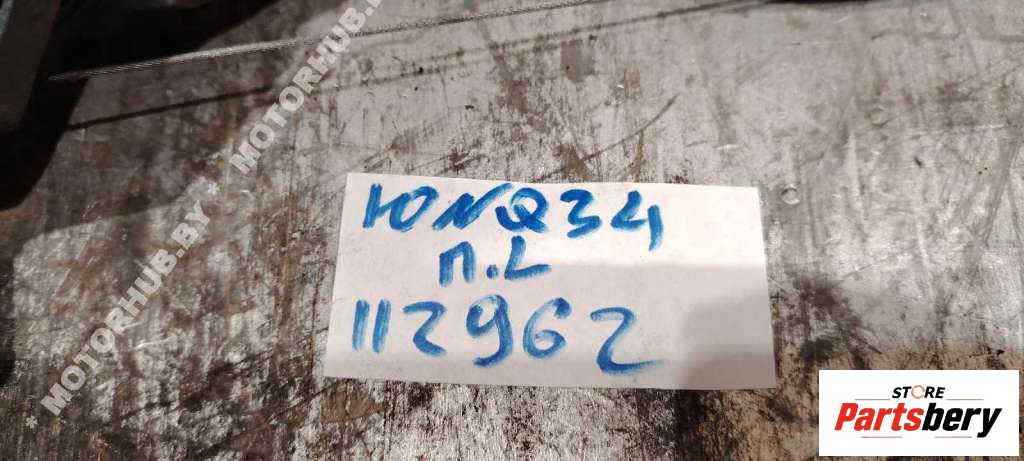 * MOTORHUB.BY * MOTORHUB.BY
ЮNQ34
п.L
112962
STORE
Partsbery